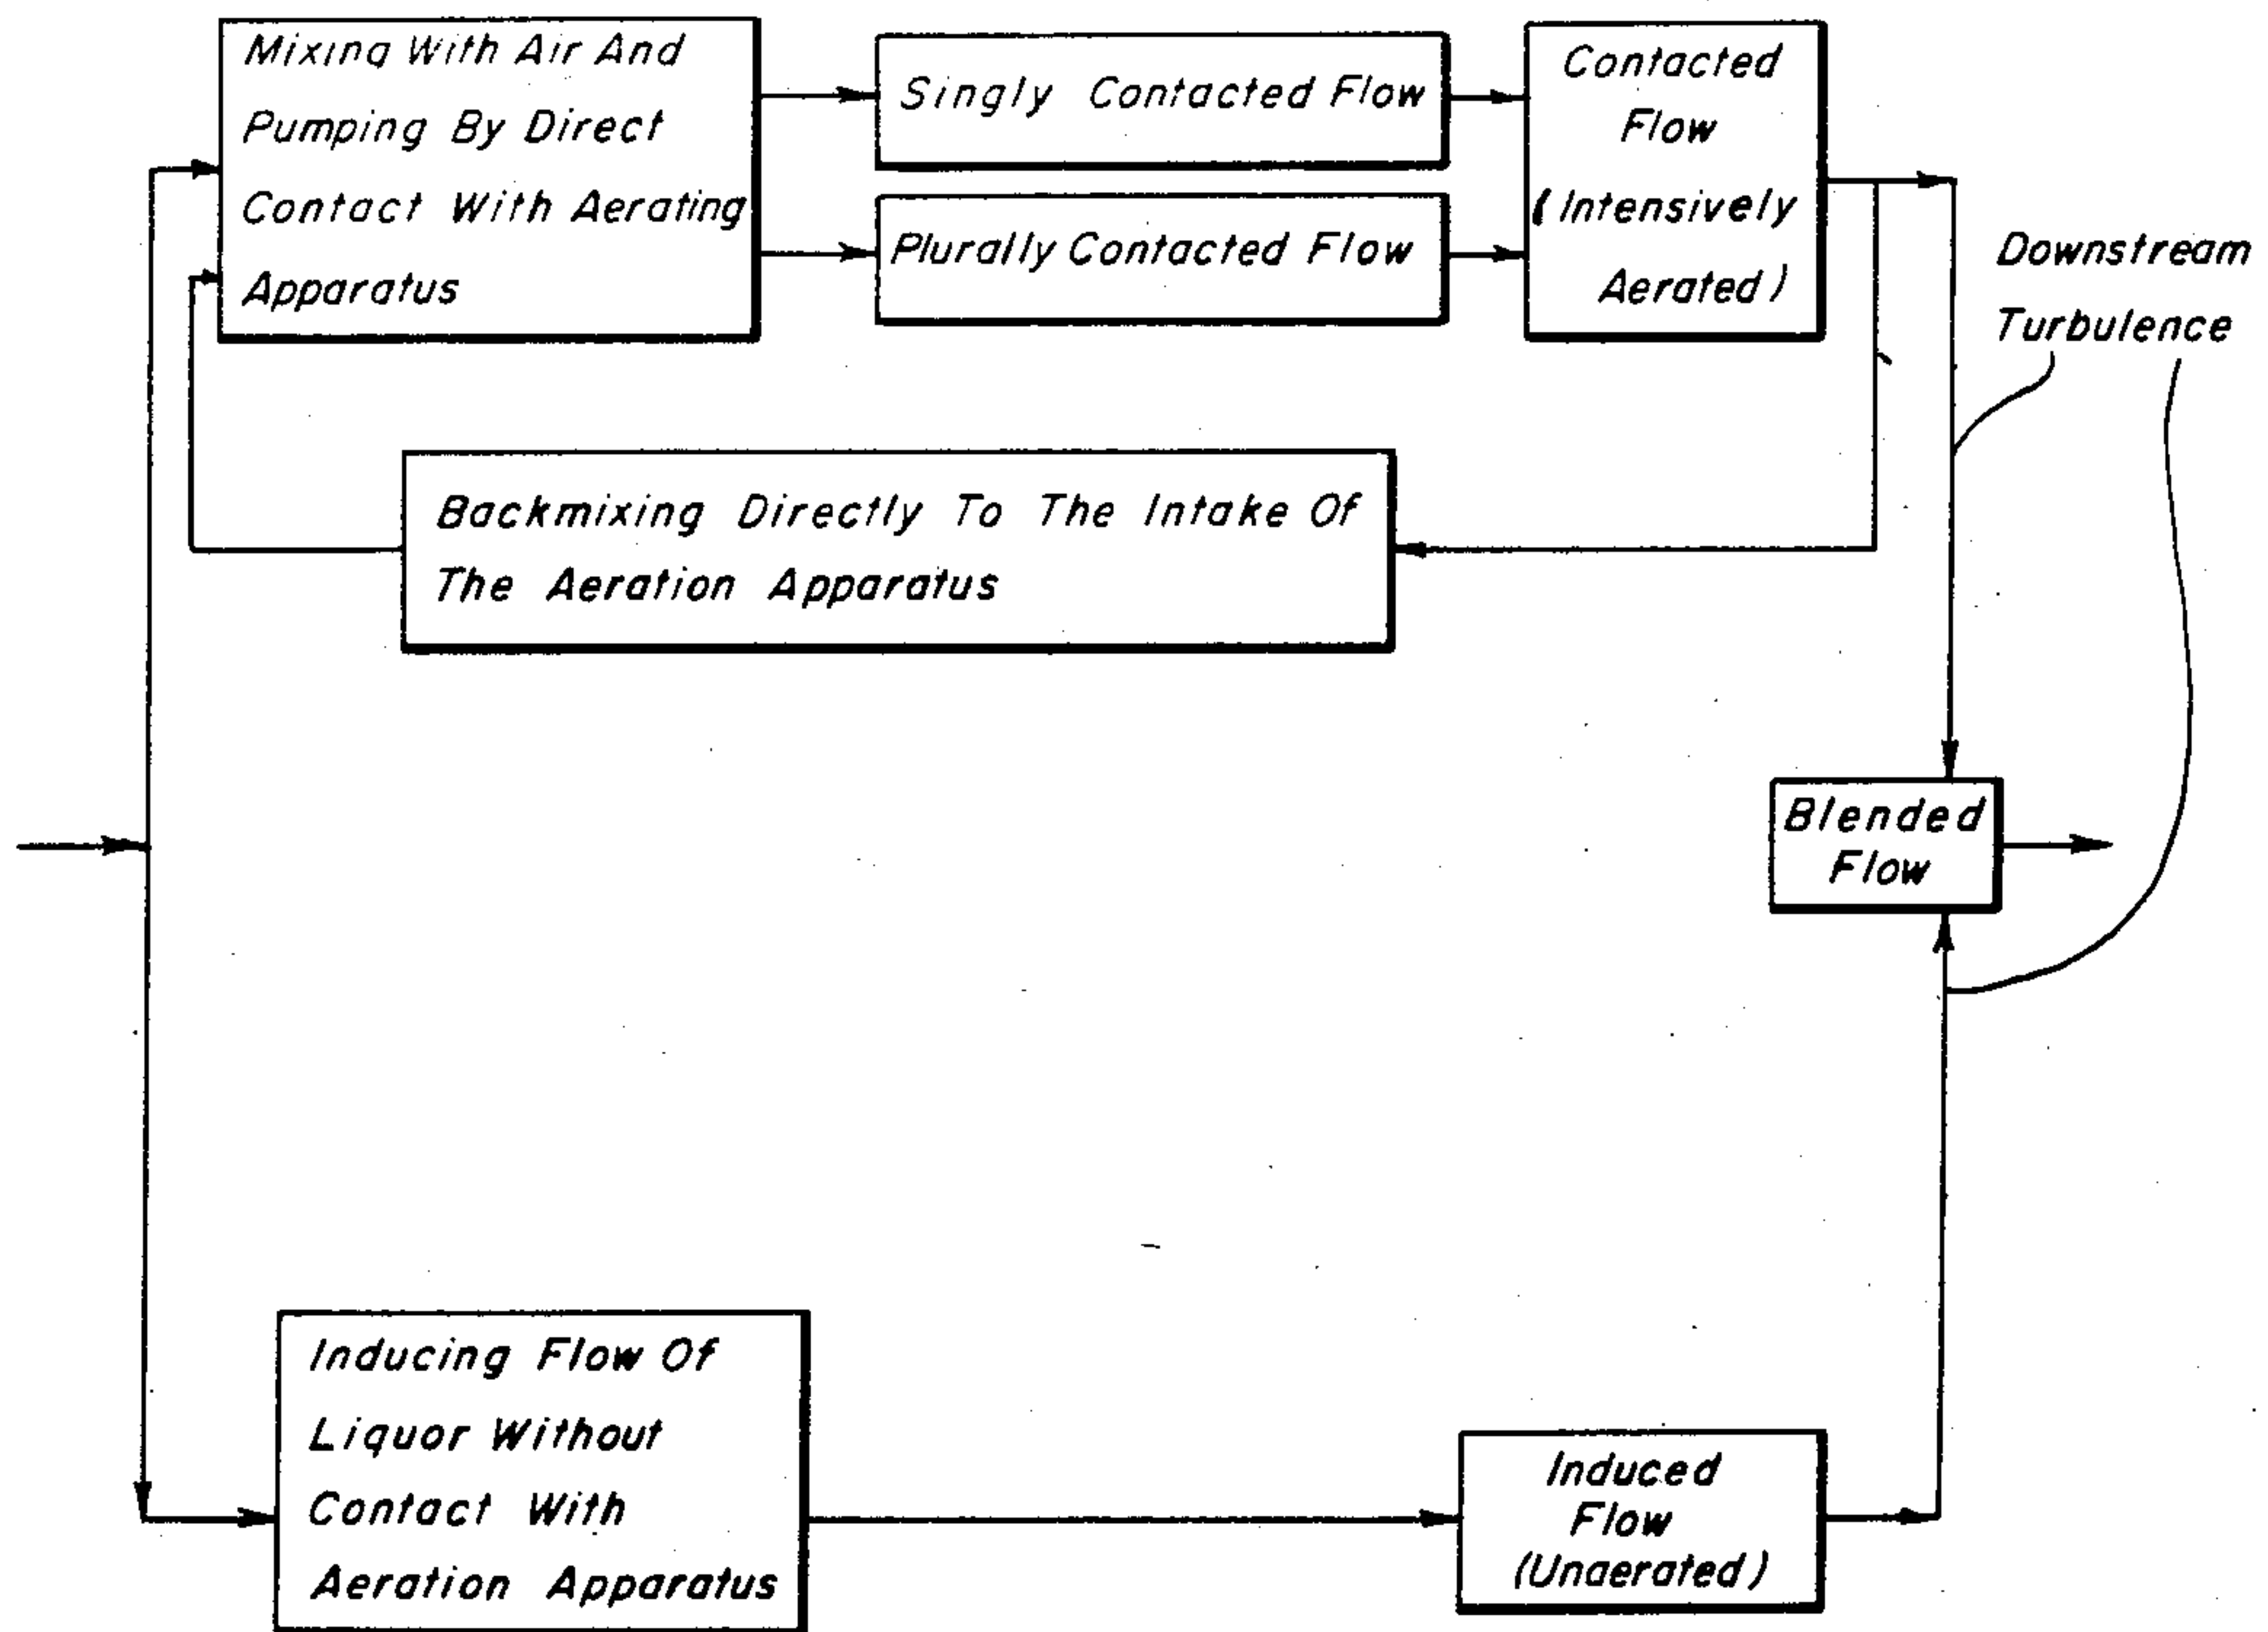 Mixing With Air And
Pumping By Direct
Contact With Aerating
Apparatus
Singly Contacted Flow
Plurally Contacted Flow
Contacted
Flow
(Intensively
Aerated)
Downstream
Turbulence
Backmixing Directly To The Intake Of
The Aeration Apparatus
Blended
Flow
Inducing Flow Of
Liquor Without
Contact With
Aeration Apparatus
Induced
Flow
(Unaerated)